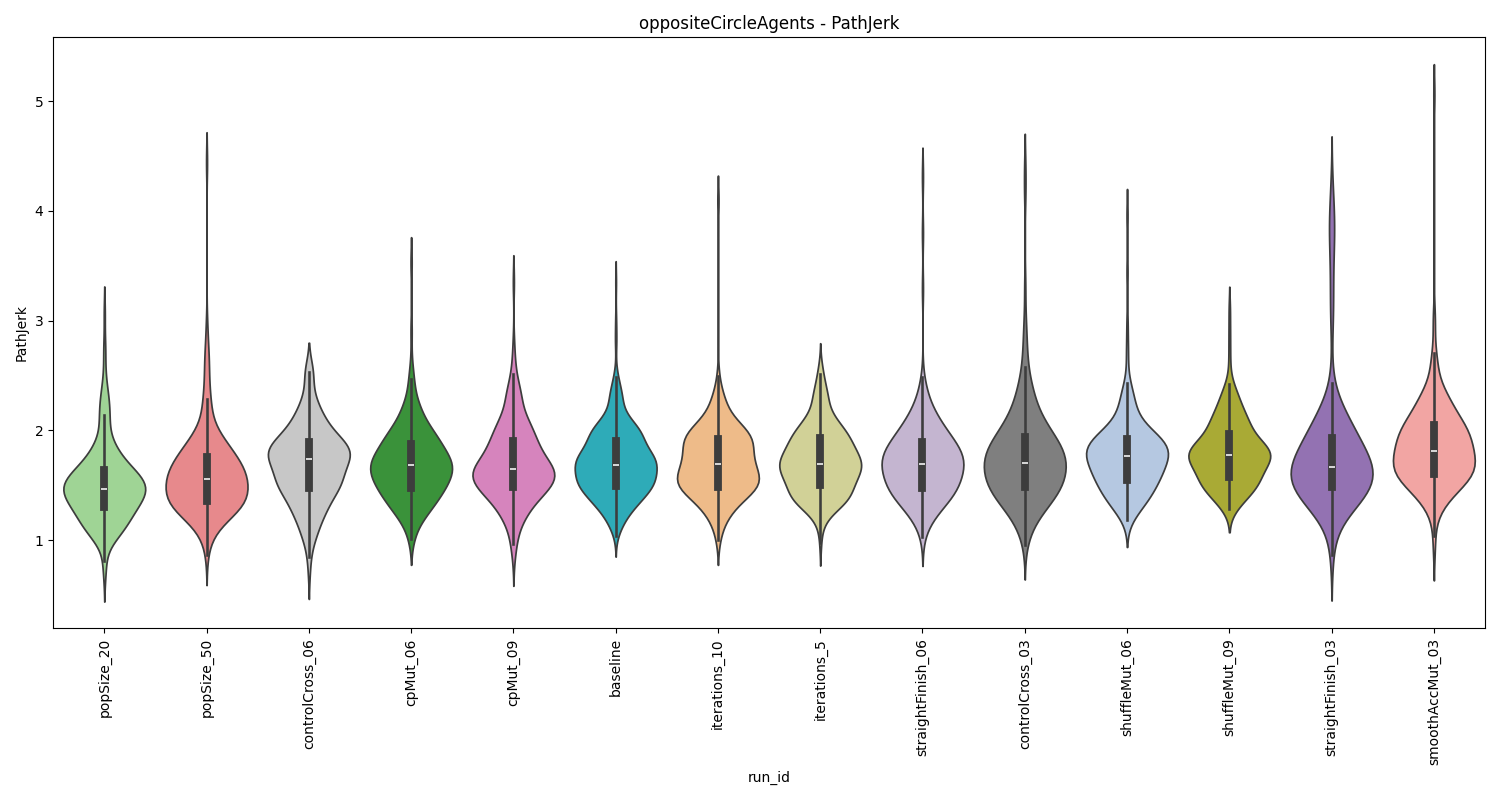 oppositeCircleAgents - PathJerk
PathJerk
5
4
3
2
1
popSize_20
popSize_50
controlCross_06
cpMut_06
cpMut_09
baseline
iterations_10
iterations_5
straightFinish_06
controlCross_03
shuffleMut_06
shuffleMut_09
straightFinish_03
smoothAccMut_03
run_id